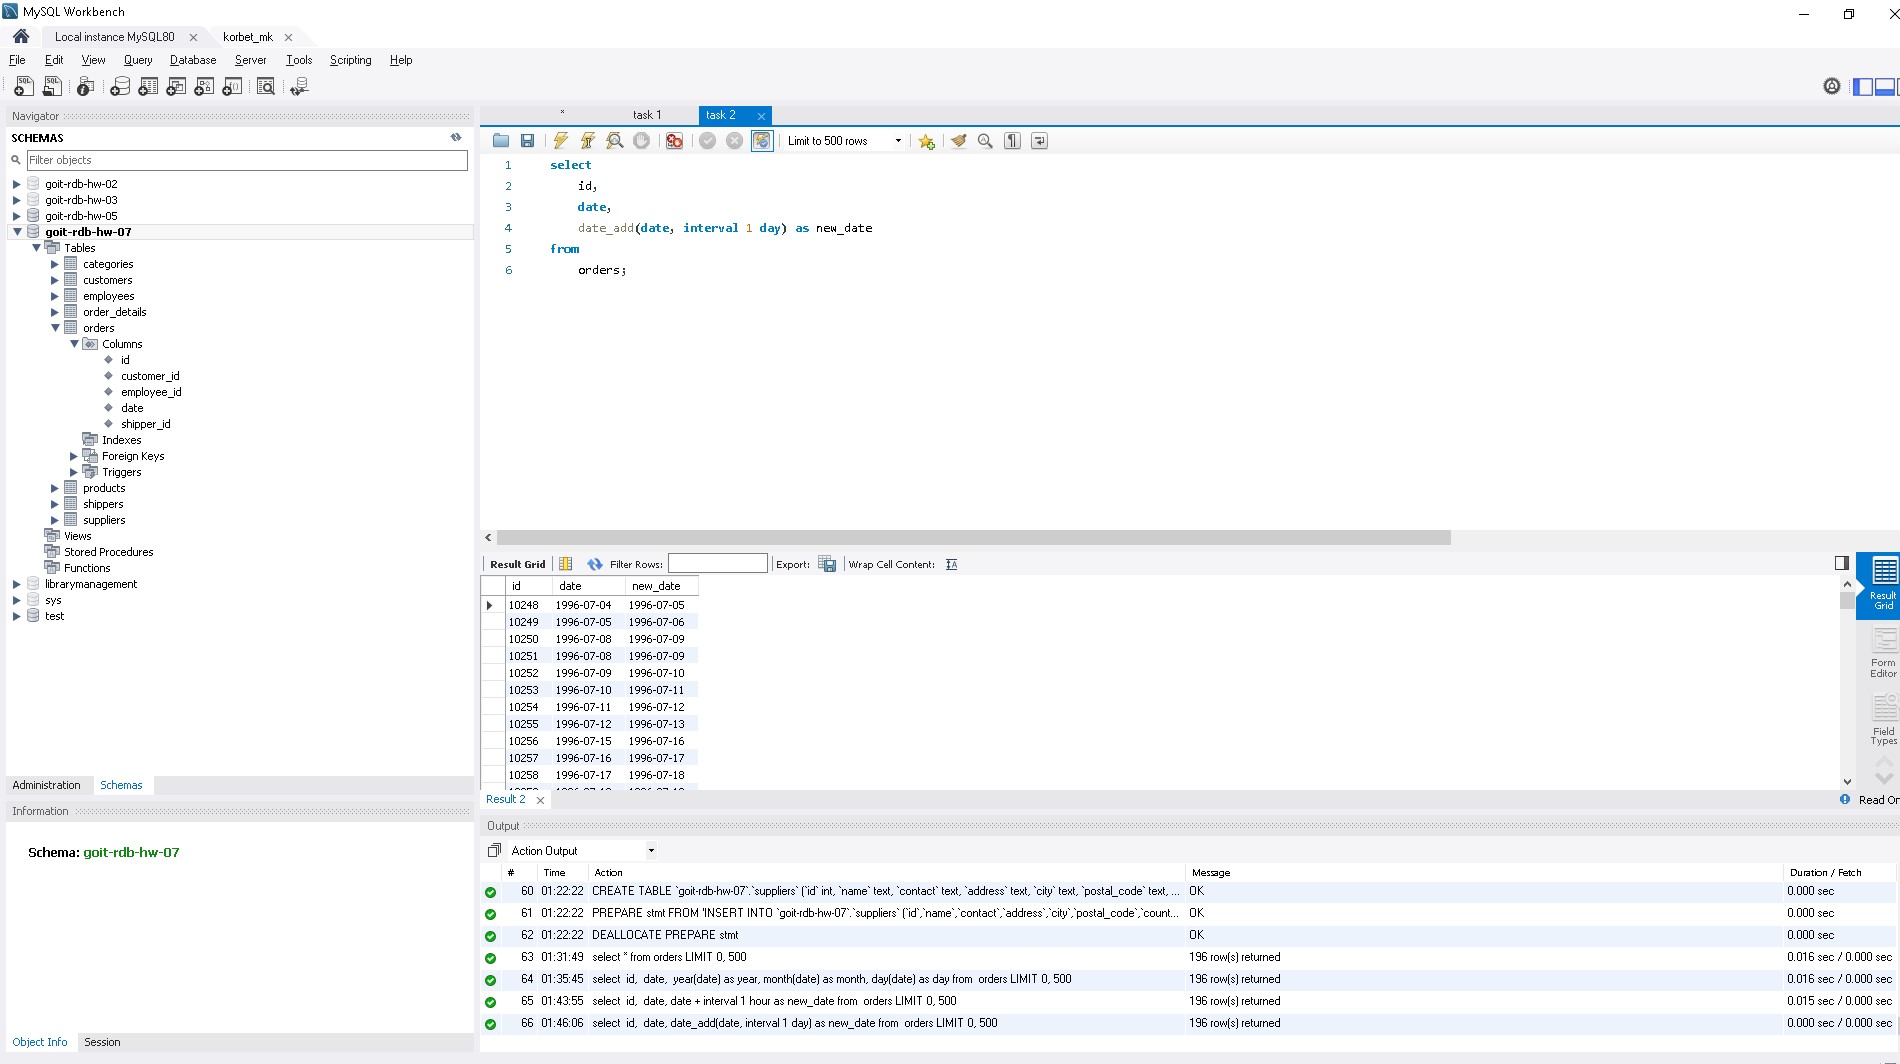 MySQL Workbench
Local instance MySQL80
korbet_mk
File Edit View Query Database Server Tools Scripting Help
Navigator
SCHEMAS
Filter objects
goit-rdb-hw-02
goit-rdb-hw-03
goit-rdb-hw-05
goit-rdb-hw-07
Tables
categories
customers
employees
order_details
orders
Columns
id
customer_id
employee_id
date
shipper_id
Indexes
Foreign Keys
Triggers
products
shippers
suppliers
Views
Stored Procedures
Functions
librarymanagement
sys
test
Administration Schemas
Information
Schema: goit-rdb-hw-07
Object Info Session
* task 1 task 2
Limit to 500 rows
1 select
2 id,
3 date,
4 date_add(date, interval 1 day) as new_date
5 from
6 orders;
Result Grid Filter Rows: Export: Wrap Cell Content:
id date new_date
10248 1996-07-04 1996-07-05
10249 1996-07-05 1996-07-06
10250 1996-07-08 1996-07-09
10251 1996-07-08 1996-07-09
10252 1996-07-09 1996-07-10
10253 1996-07-10 1996-07-11
10254 1996-07-11 1996-07-12
10255 1996-07-12 1996-07-13
10256 1996-07-15 1996-07-16
10257 1996-07-16 1996-07-17
10258 1996-07-17 1996-07-18
Result
Grid
Form
Editor
Field
Types
Result 2
Read On
Output
Action Output
# Time Action Message Duration / Fetch
60 01:22:22 CREATE TABLE `goit-rdb-hw-07`.`suppliers` (`id` int, `name` text, `contact` text, `address` text, `city` text, `postal_code` text, ... OK 0.000 sec
61 01:22:22 PREPARE stmt FROM 'INSERT INTO `goit-rdb-hw-07`.`suppliers` (`id`,`name`,`contact`,`address`,`city`,`postal_code`,`count... OK 0.000 sec
62 01:22:22 DEALLOCATE PREPARE stmt OK 0.000 sec
63 01:31:49 select * from orders LIMIT 0, 500 196 row(s) returned 0.016 sec / 0.000 sec
64 01:35:45 select id, date, year(date) as year, month(date) as month, day(date) as day from orders LIMIT 0, 500 196 row(s) returned 0.016 sec / 0.000 sec
65 01:43:55 select id, date, date + interval 1 hour as new_date from orders LIMIT 0, 500 196 row(s) returned 0.015 sec / 0.000 sec
66 01:46:06 select id, date, date_add(date, interval 1 day) as new_date from orders LIMIT 0, 500 196 row(s) returned 0.000 sec / 0.000 sec